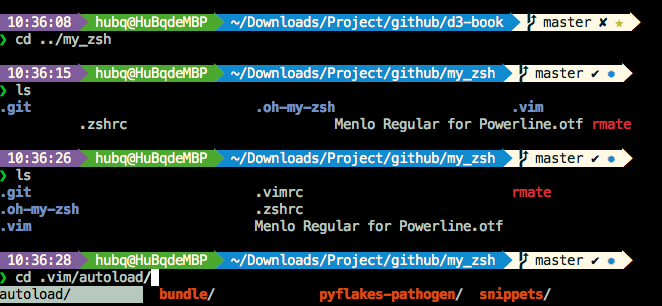 10:36:08 hubq@HuBqdeMBP ~/Downloads/Project/github/d3-book master ✘ ★
❯ cd ../my_zsh
10:36:15 hubq@HuBqdeMBP ~/Downloads/Project/github/my_zsh master ✔
❯ ls
.git .oh-my-zsh .vim
.zshrc Menlo Regular for Powerline.otf rmate
10:36:26 hubq@HuBqdeMBP ~/Downloads/Project/github/my_zsh master ✔
❯ ls
.git .vimrc rmate
.oh-my-zsh .zshrc
.vim Menlo Regular for Powerline.otf
10:36:28 hubq@HuBqdeMBP ~/Downloads/Project/github/my_zsh master ✔
❯ cd .vim/autoload/
autoload/ bundle/ pyflakes-pathogen/ snippets/